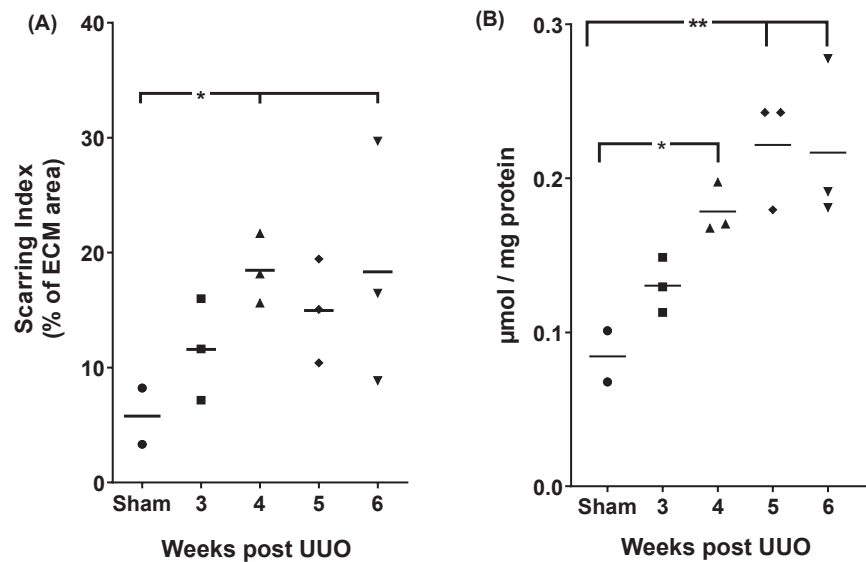 (A)
40
30
20
10
0
*
Scarring Index
(% of ECM area)
Sham 3 4 5 6
Weeks post UUO
(B)
0.3
0.2
0.1
0.0
**
*
µmol / mg protein
Sham 3 4 5 6
Weeks post UUO